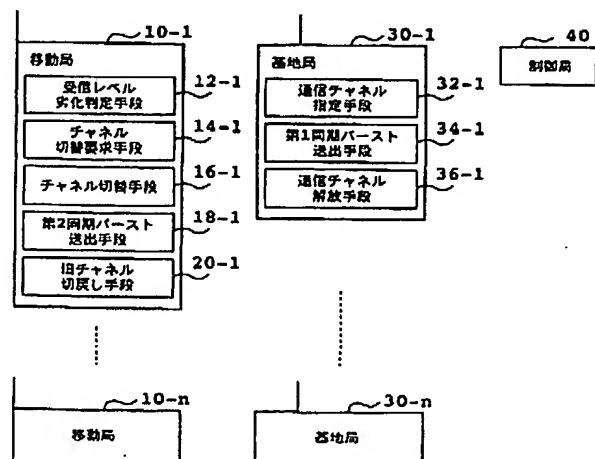 10-1
移動局
受信レベル
劣化判定手段
12-1
チャネル
切替要求手段
14-1
チャネル切替手段
16-1
第2同期バースト
送出手段
18-1
旧チャネル
切戻し手段
20-1
30-1
基地局
通信チャネル
指定手段
32-1
第1同期バースト
送出手段
34-1
通信チャネル
解放手段
36-1
40
制御局
10-n
移動局
30-n
基地局